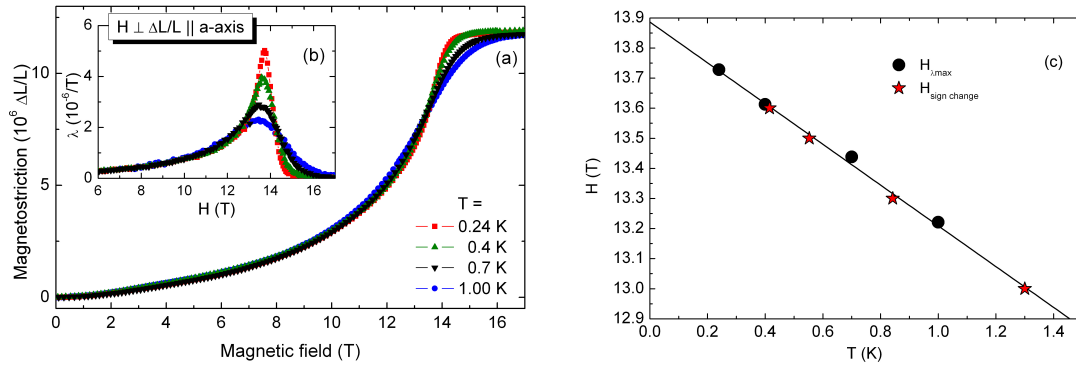 H ⊥ ΔL/L || a-axis
(b)
(a)
6
4
2
0
λ (10⁻⁶/T)
6 8 10 12 14 16
H (T)
10
5
0
Magnetostriction (10⁶ ΔL/L)
T =
0.24 K
0.4 K
0.7 K
1.00 K
0 2 4 6 8 10 12 14 16 18
Magnetic field (T)
(c)
H_λmax
H_sign change
13.9
13.8
13.7
13.6
13.5
13.4
13.3
13.2
13.1
13.0
12.9
H (T)
0.0 0.2 0.4 0.6 0.8 1.0 1.2 1.4
T (K)